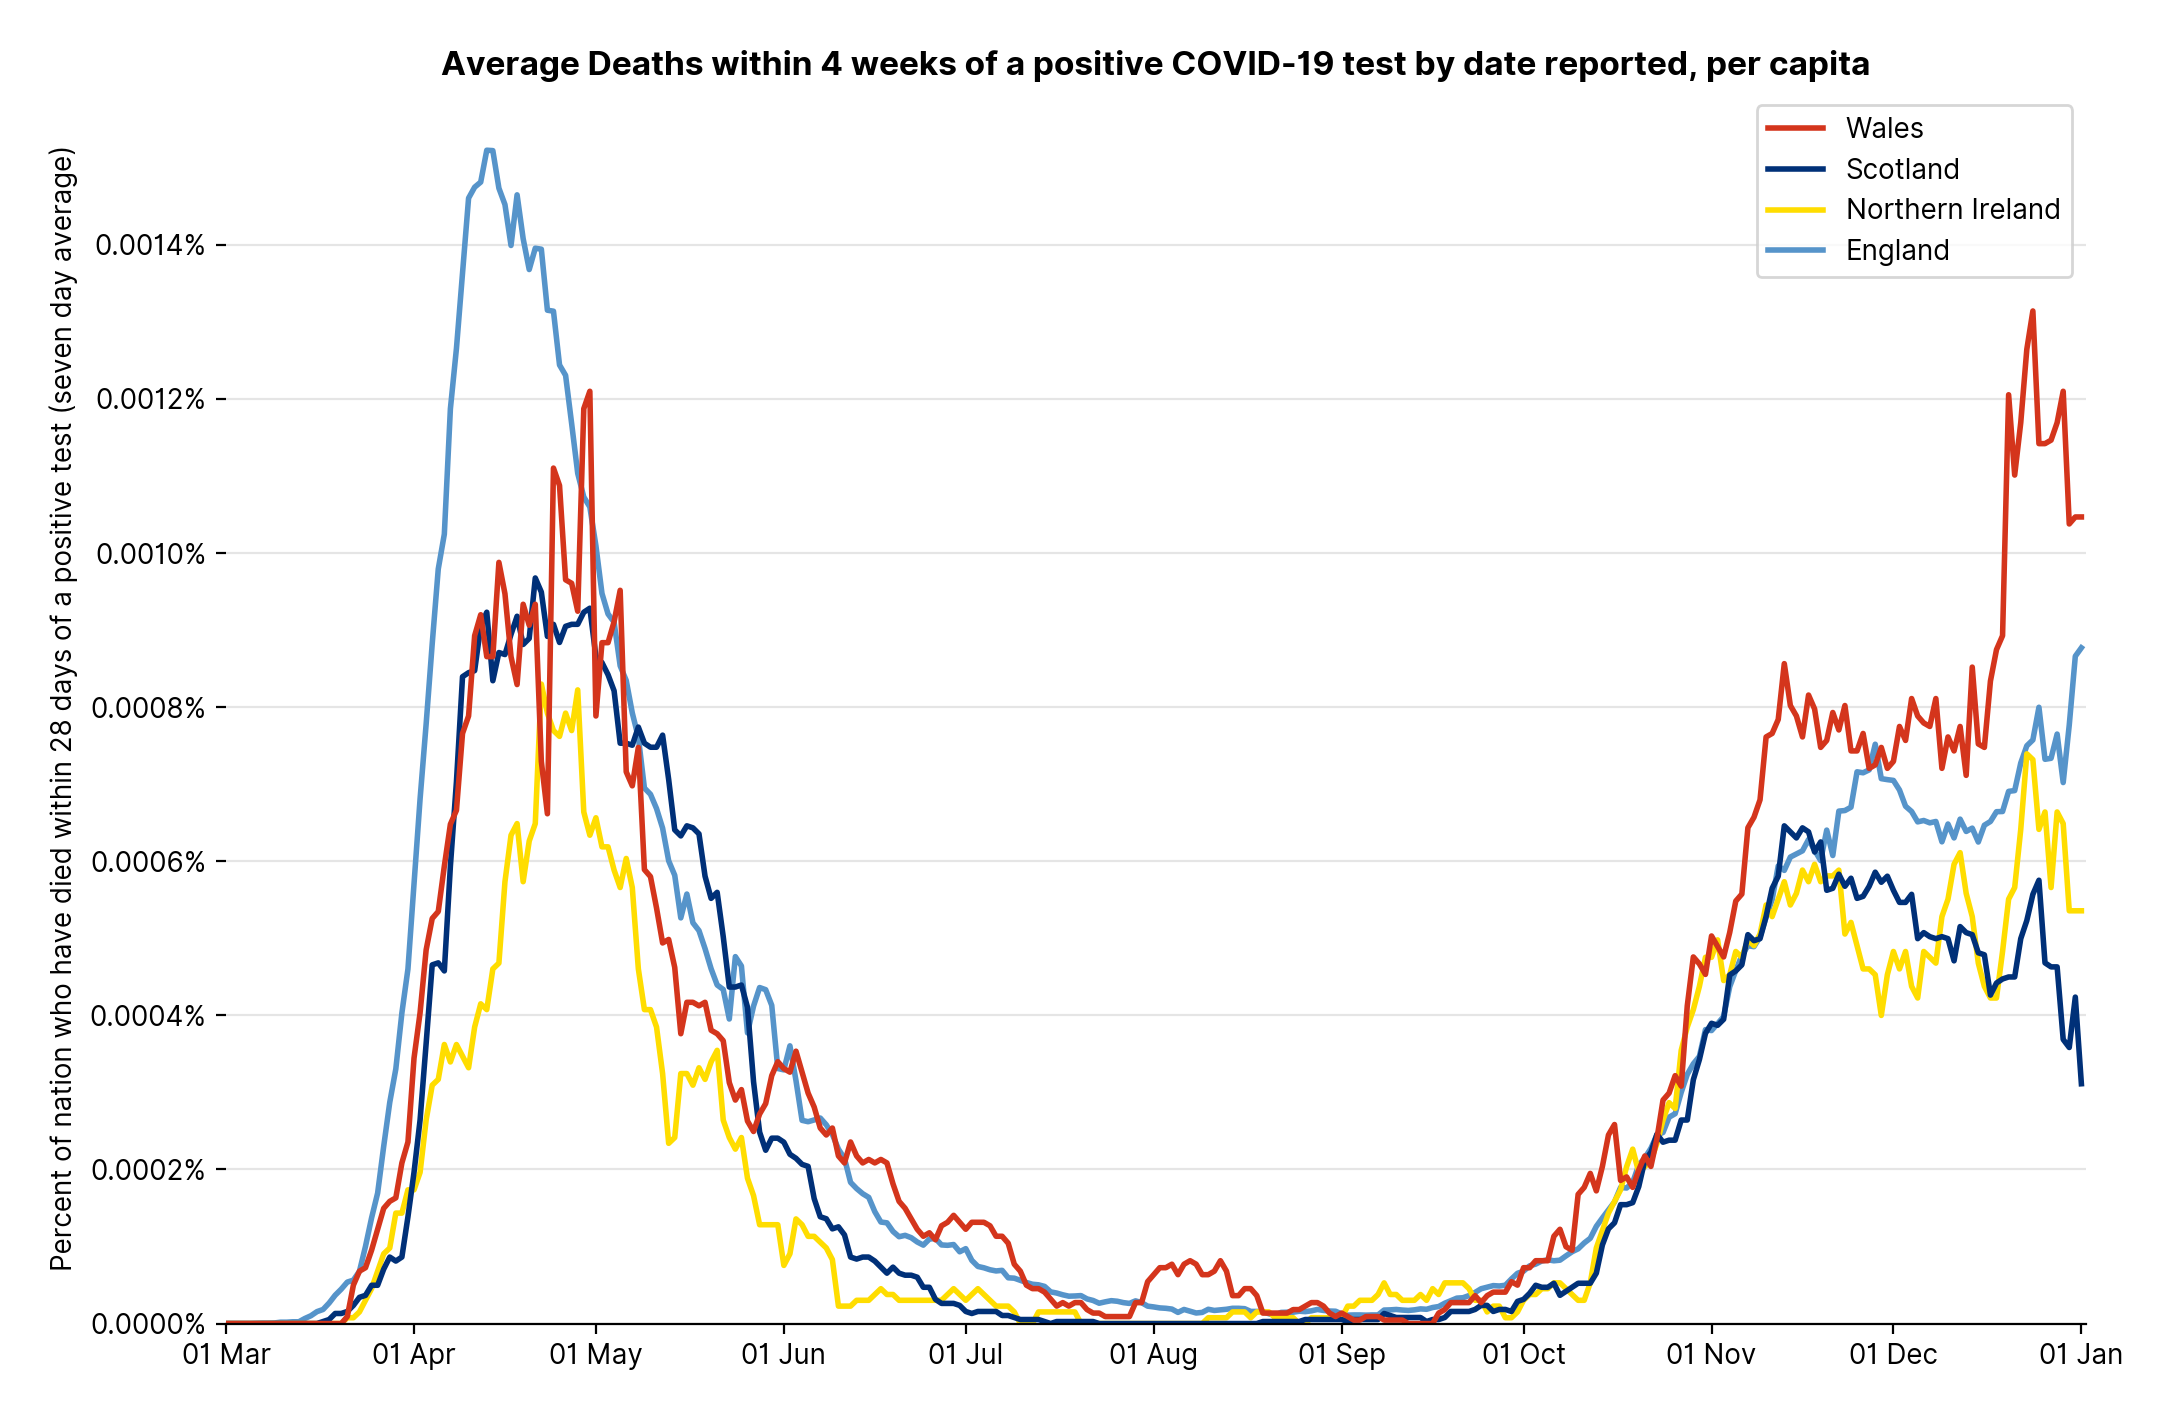 Average Deaths within 4 weeks of a positive COVID-19 test by date reported, per capita
Wales
Scotland
Northern Ireland
England
Percent of nation who have died within 28 days of a positive test (seven day average)
0.0014%
0.0012%
0.0010%
0.0008%
0.0006%
0.0004%
0.0002%
0.0000%
01 Mar
01 Apr
01 May
01 Jun
01 Jul
01 Aug
01 Sep
01 Oct
01 Nov
01 Dec
01 Jan